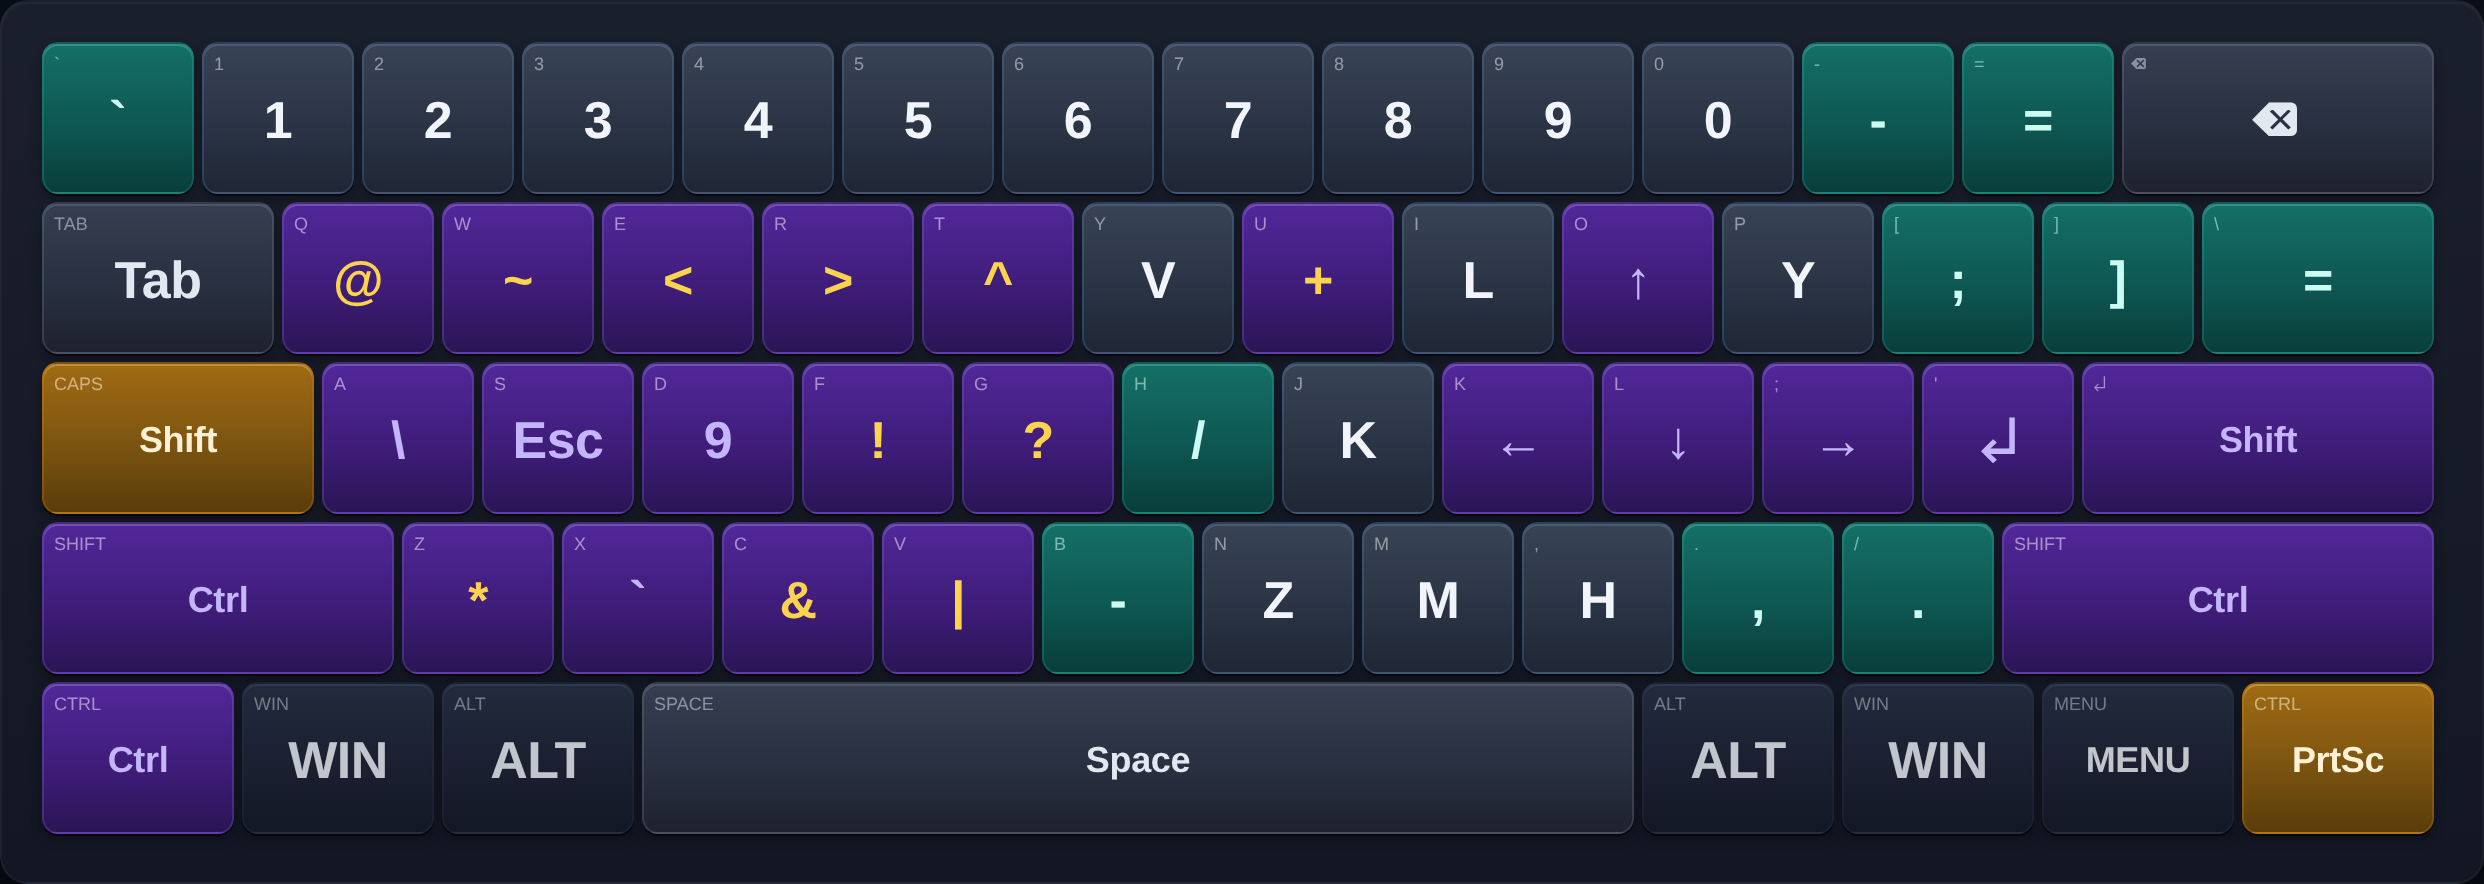 ` 1 2 3 4 5 6 7 8 9 0 - = ⌫
` 1 2 3 4 5 6 7 8 9 0 - = ⌫
TAB Q W E R T Y U I O P [ ] \
Tab @ ~ < > ^ V + L ↑ Y ; ] =
CAPS A S D F G H J K L ; ' ↲
Shift \ Esc 9 ! ? / K ← ↓ → ↲ Shift
SHIFT Z X C V B N M , . / SHIFT
Ctrl * ` & | - Z M H , . Ctrl
CTRL WIN ALT SPACE ALT WIN MENU CTRL
Ctrl WIN ALT Space ALT WIN MENU PrtSc